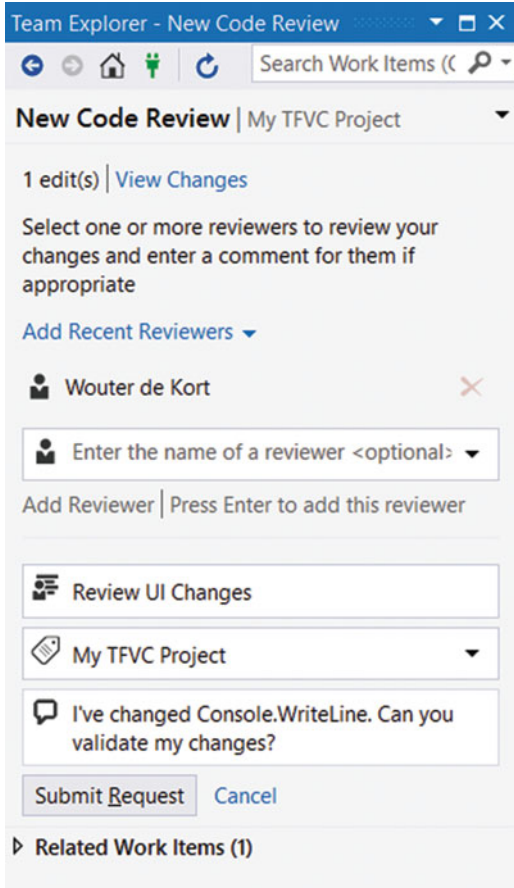 Team Explorer - New Code Review
Search Work Items (C
New Code Review | My TFVC Project
1 edit(s) | View Changes
Select one or more reviewers to review your
changes and enter a comment for them if
appropriate
Add Recent Reviewers
Wouter de Kort
Enter the name of a reviewer <optional>
Add Reviewer | Press Enter to add this reviewer
Review UI Changes
My TFVC Project
I've changed Console.WriteLine. Can you
validate my changes?
Submit Request Cancel
Related Work Items (1)